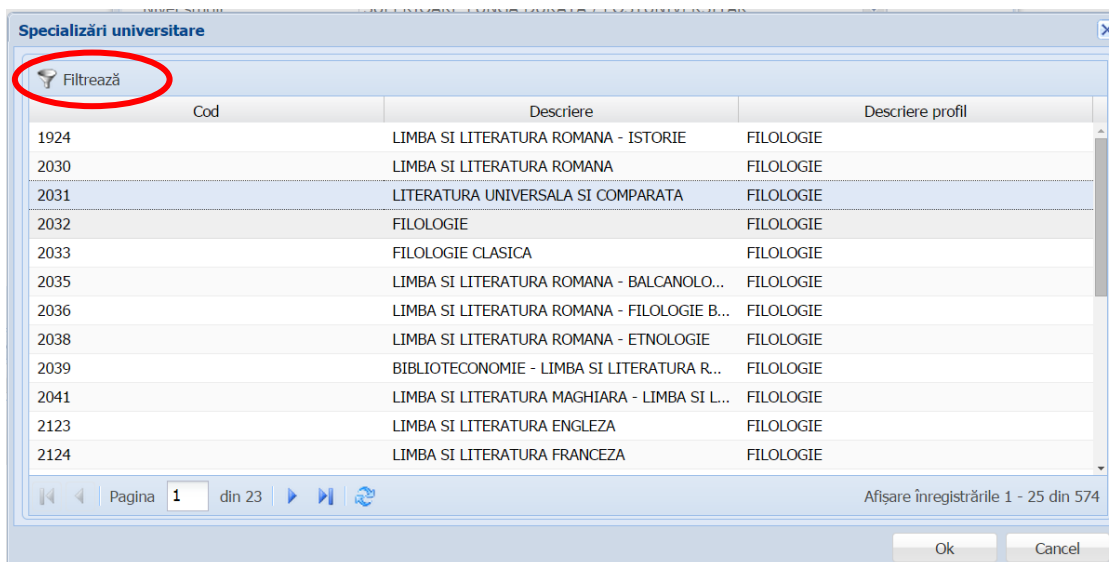 Specializări universitare
Filtrează
Cod Descriere Descriere profil
1924 LIMBA SI LITERATURA ROMANA - ISTORIE FILOLOGIE
2030 LIMBA SI LITERATURA ROMANA FILOLOGIE
2031 LITERATURA UNIVERSALA SI COMPARATA FILOLOGIE
2032 FILOLOGIE FILOLOGIE
2033 FILOLOGIE CLASICA FILOLOGIE
2035 LIMBA SI LITERATURA ROMANA - BALCANOLO... FILOLOGIE
2036 LIMBA SI LITERATURA ROMANA - FILOLOGIE B... FILOLOGIE
2038 LIMBA SI LITERATURA ROMANA - ETNOLOGIE FILOLOGIE
2039 BIBLIOTECONOMIE - LIMBA SI LITERATURA R... FILOLOGIE
2041 LIMBA SI LITERATURA MAGHIARA - LIMBA SI L... FILOLOGIE
2123 LIMBA SI LITERATURA ENGLEZA FILOLOGIE
2124 LIMBA SI LITERATURA FRANCEZA FILOLOGIE
Pagina 1 din 23 Afișare înregistrările 1 - 25 din 574
Ok Cancel